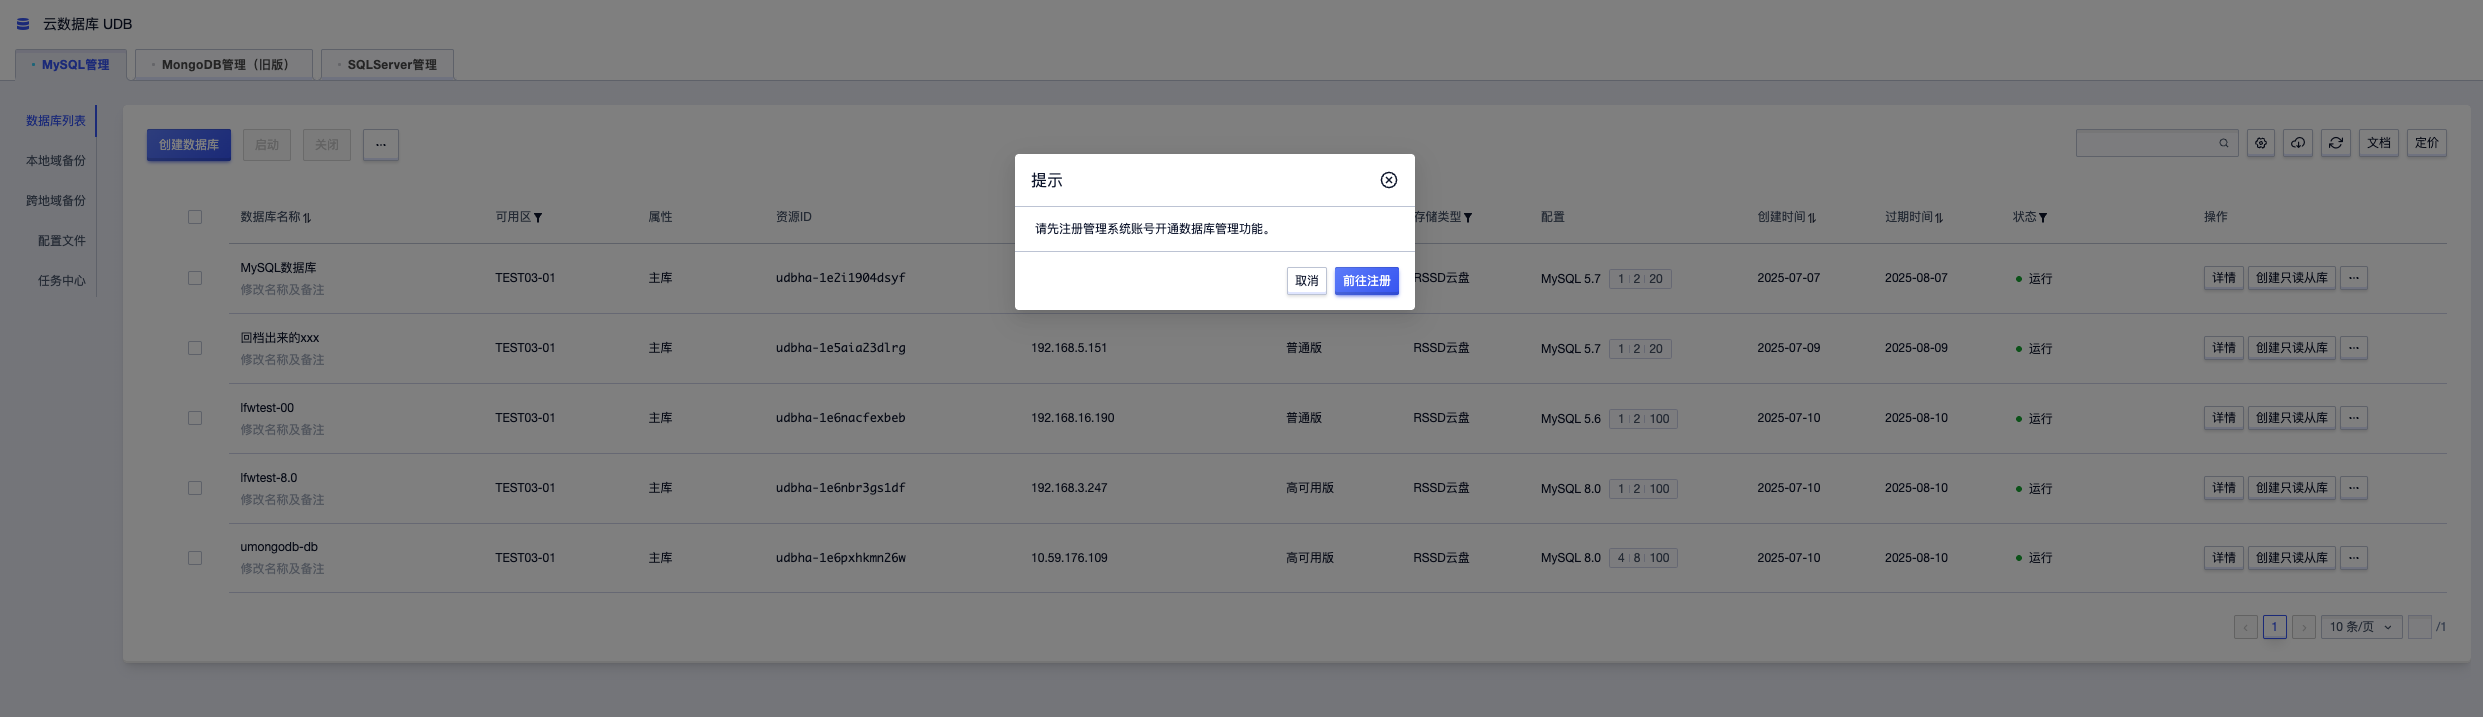 云数据库 UDB
MySQL管理 MongoDB管理（旧版） SQLServer管理
数据库列表
本地域备份
跨地域备份
配置文件
任务中心
创建数据库 启动 关闭 ... 文档 定价
提示
请先注册管理系统账号开通数据库管理功能。
取消 前往注册
数据库名称 可用区 属性 资源ID 存储类型 配置 创建时间 过期时间 状态 操作
MySQL数据库 TEST03-01 主库 udbha-1e2i1904dsyf RSSD云盘 MySQL 5.7 1 2 20 2025-07-07 2025-08-07 运行 详情 创建只读从库 ...
修改名称及备注
回档出来的xxx TEST03-01 主库 udbha-1e5aia23dlrg 192.168.5.151 普通版 RSSD云盘 MySQL 5.7 1 2 20 2025-07-09 2025-08-09 运行 详情 创建只读从库 ...
修改名称及备注
lfwtest-00 TEST03-01 主库 udbha-1e6nacfexbeb 192.168.16.190 普通版 RSSD云盘 MySQL 5.6 1 2 100 2025-07-10 2025-08-10 运行 详情 创建只读从库 ...
修改名称及备注
lfwtest-8.0 TEST03-01 主库 udbha-1e6nbr3gs1df 192.168.3.247 高可用版 RSSD云盘 MySQL 8.0 1 2 100 2025-07-10 2025-08-10 运行 详情 创建只读从库 ...
修改名称及备注
umongodb-db TEST03-01 主库 udbha-1e6pxhkmn26w 10.59.176.109 高可用版 RSSD云盘 MySQL 8.0 4 8 100 2025-07-10 2025-08-10 运行 详情 创建只读从库 ...
修改名称及备注
1 10 条/页 /1